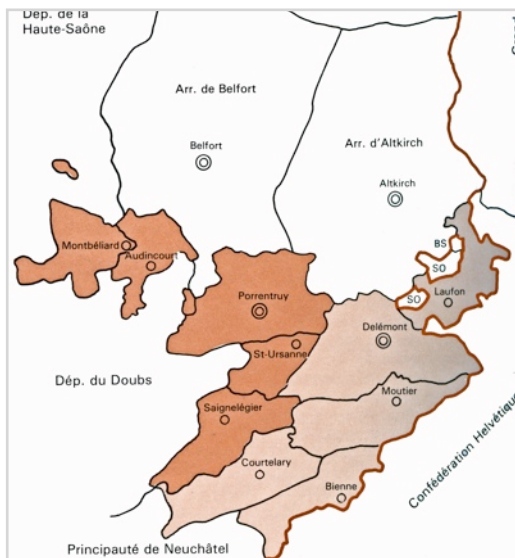 Dép. de la
Haute-Saône
Arr. de Belfort
Belfort
Arr. d'Altkirch
Altkirch
Montbéliard
Audincourt
BS
SO
SO
Laufon
Porrentruy
Delémont
St-Ursanne
Dép. du Doubs
Moutier
Saignelégier
Courtelary
Bienne
Confédération Helvétique
Principauté de Neuchâtel